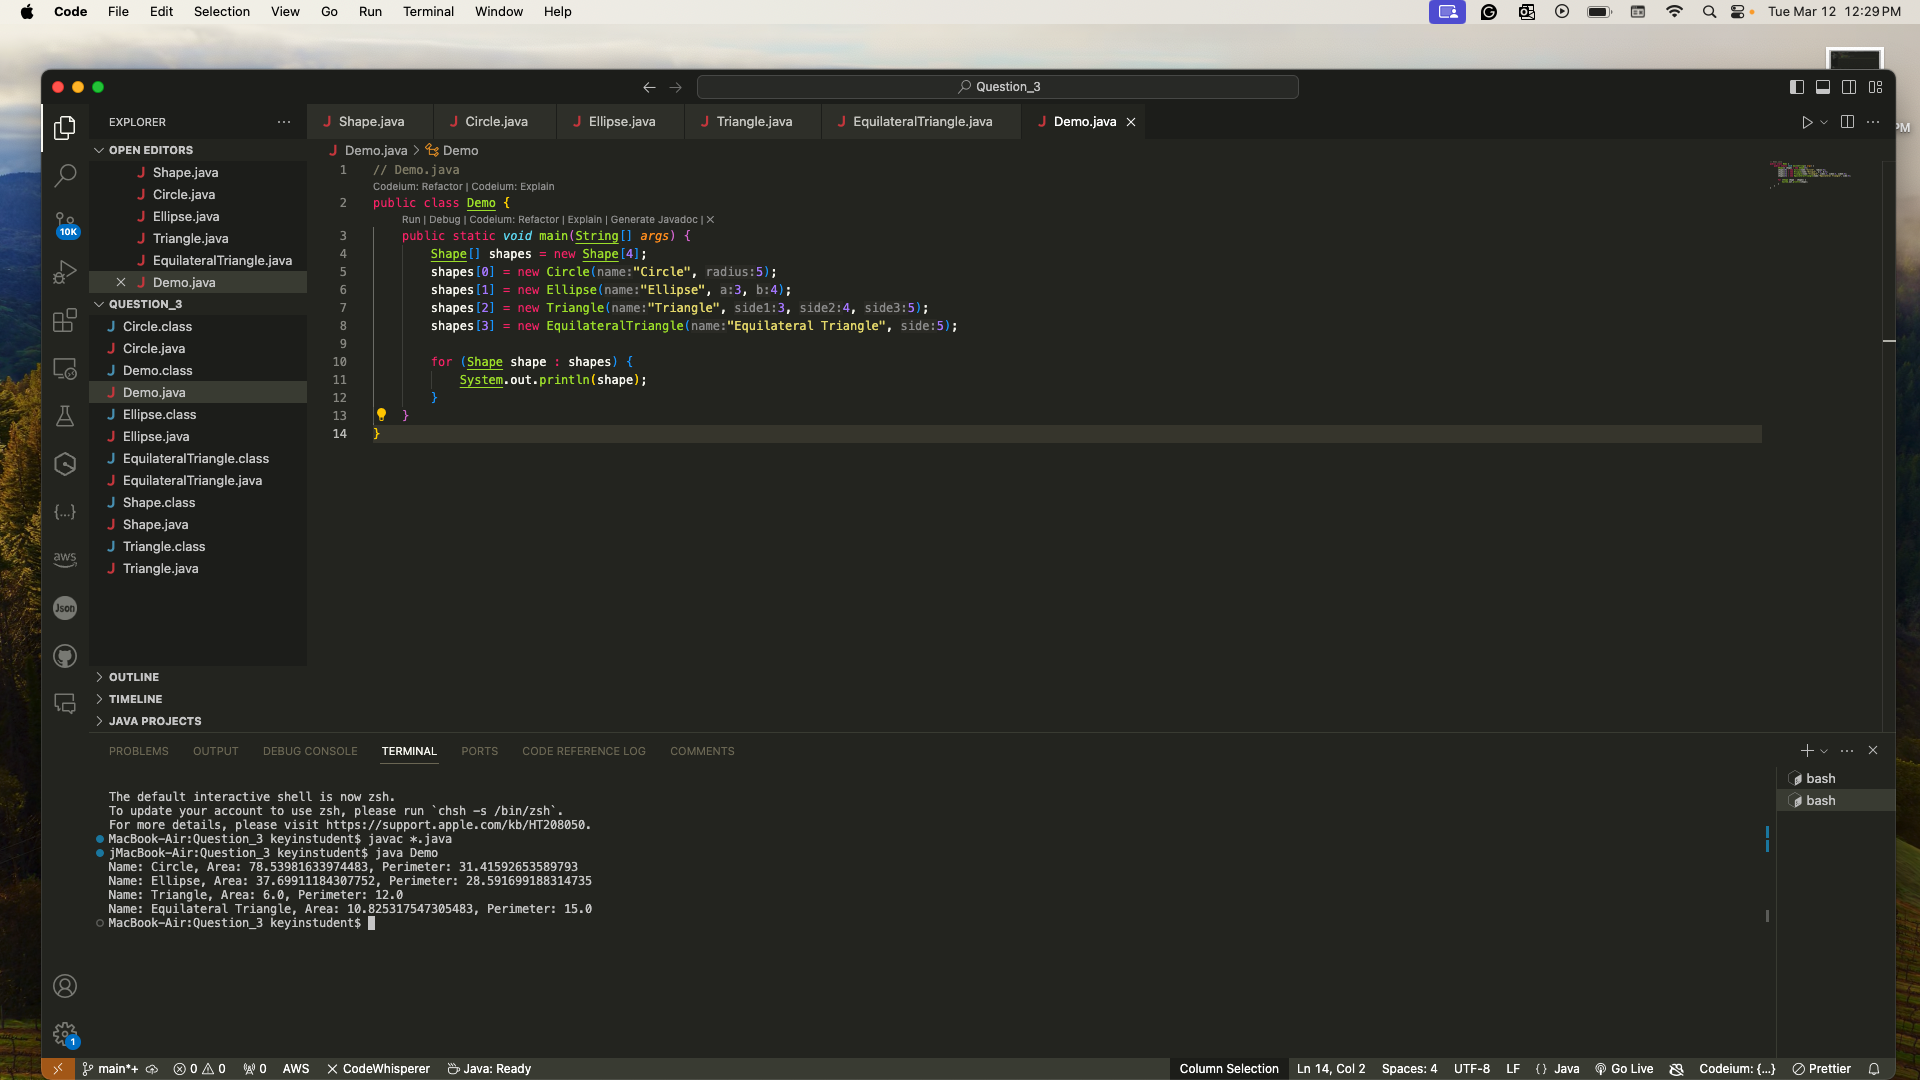 Code File Edit Selection View Go Run Terminal Window Help Tue Mar 12 12:29 PM
Question_3
EXPLORER
Shape.java Circle.java Ellipse.java Triangle.java EquilateralTriangle.java Demo.java
PM
OPEN EDITORS
Shape.java
Circle.java
Ellipse.java
Triangle.java
EquilateralTriangle.java
Demo.java
QUESTION_3
Circle.class
Circle.java
Demo.class
Demo.java
Ellipse.class
Ellipse.java
EquilateralTriangle.class
EquilateralTriangle.java
Shape.class
Shape.java
Triangle.class
Triangle.java
OUTLINE
TIMELINE
JAVA PROJECTS
10K
{...}
aws
Json
1
Demo.java > Demo
1 // Demo.java
Codeium: Refactor | Codeium: Explain
2 public class Demo {
Run | Debug | Codeium: Refactor | Explain | Generate Javadoc | X
3 public static void main(String[] args) {
4 Shape[] shapes = new Shape[4];
5 shapes[0] = new Circle(name:"Circle", radius:5);
6 shapes[1] = new Ellipse(name:"Ellipse", a:3, b:4);
7 shapes[2] = new Triangle(name:"Triangle", side1:3, side2:4, side3:5);
8 shapes[3] = new EquilateralTriangle(name:"Equilateral Triangle", side:5);
9
10 for (Shape shape : shapes) {
11 System.out.println(shape);
12 }
13 }
14 }
PROBLEMS OUTPUT DEBUG CONSOLE TERMINAL PORTS CODE REFERENCE LOG COMMENTS
bash
bash
The default interactive shell is now zsh.
To update your account to use zsh, please run `chsh -s /bin/zsh`.
For more details, please visit https://support.apple.com/kb/HT208050.
MacBook-Air:Question_3 keyinstudent$ javac *.java
jMacBook-Air:Question_3 keyinstudent$ java Demo
Name: Circle, Area: 78.53981633974483, Perimeter: 31.41592653589793
Name: Ellipse, Area: 37.69911184307752, Perimeter: 28.591699188314735
Name: Triangle, Area: 6.0, Perimeter: 12.0
Name: Equilateral Triangle, Area: 10.825317547305483, Perimeter: 15.0
MacBook-Air:Question_3 keyinstudent$
main*+ 0 0 0 AWS CodeWhisperer Java: Ready Column Selection Ln 14, Col 2 Spaces: 4 UTF-8 LF { } Java Go Live Codeium: {...} Prettier